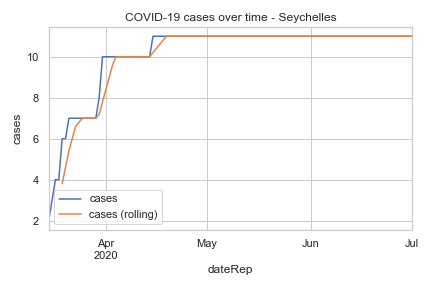 COVID-19 cases over time - Seychelles
cases
10
8
6
4
2
cases
cases (rolling)
Apr
2020
May
Jun
Jul
dateRep